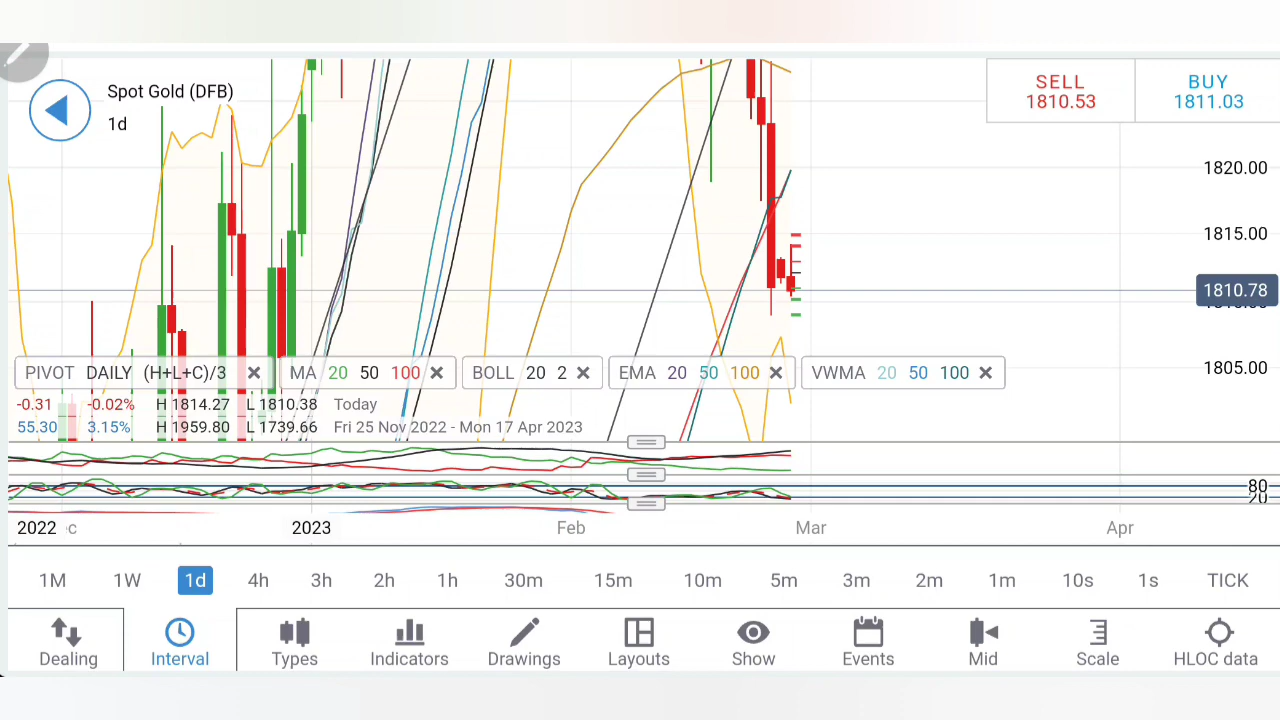 Spot Gold (DFB)
1d
SELL
1810.53
BUY
1811.03
1820.00
1815.00
1810.78
1805.00
PIVOT DAILY (H+L+C)/3
MA 20 50 100
BOLL 20 2
EMA 20 50 100
VWMA 20 50 100
-0.31 -0.02% H 1814.27 L 1810.38 Today
55.30 3.15% H 1959.80 L 1739.66 Fri 25 Nov 2022 - Mon 17 Apr 2023
80
20
2022 2023 Feb Mar Apr
1M 1W 1d 4h 3h 2h 1h 30m 15m 10m 5m 3m 2m 1m 10s 1s TICK
Dealing Interval Types Indicators Drawings Layouts Show Events Mid Scale HLOC data